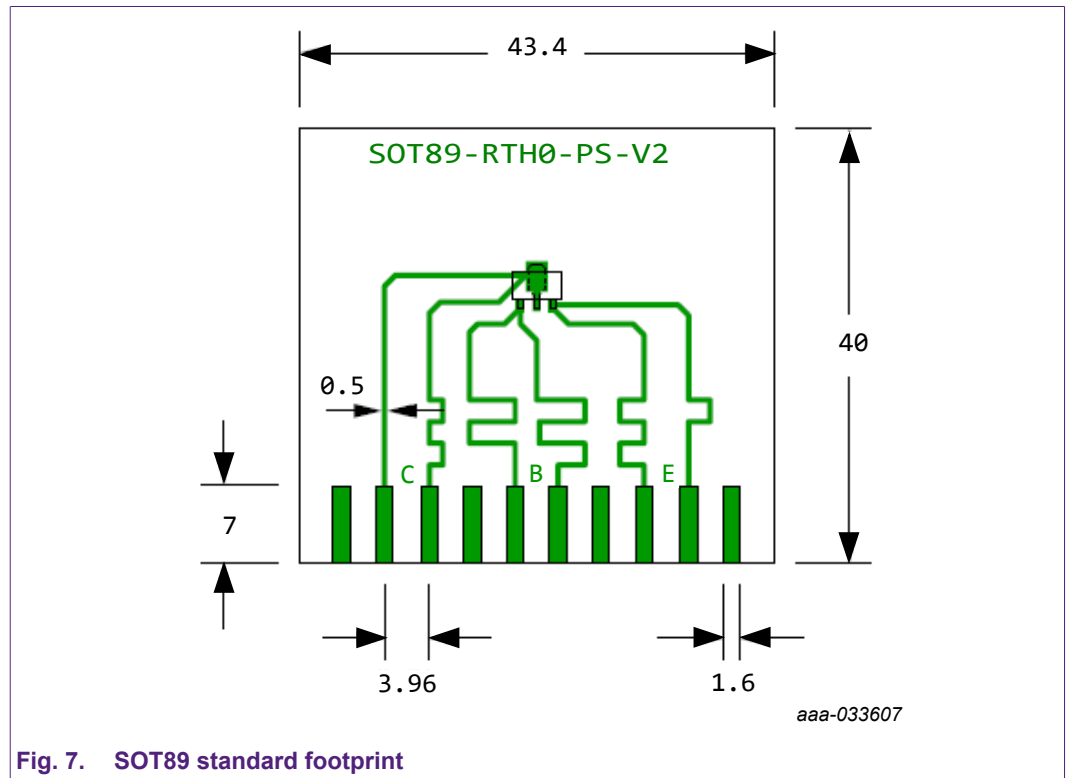 43.4
SOT89-RTH0-PS-V2
40
0.5
C B E
7
3.96 1.6
aaa-033607
Fig. 7. SOT89 standard footprint